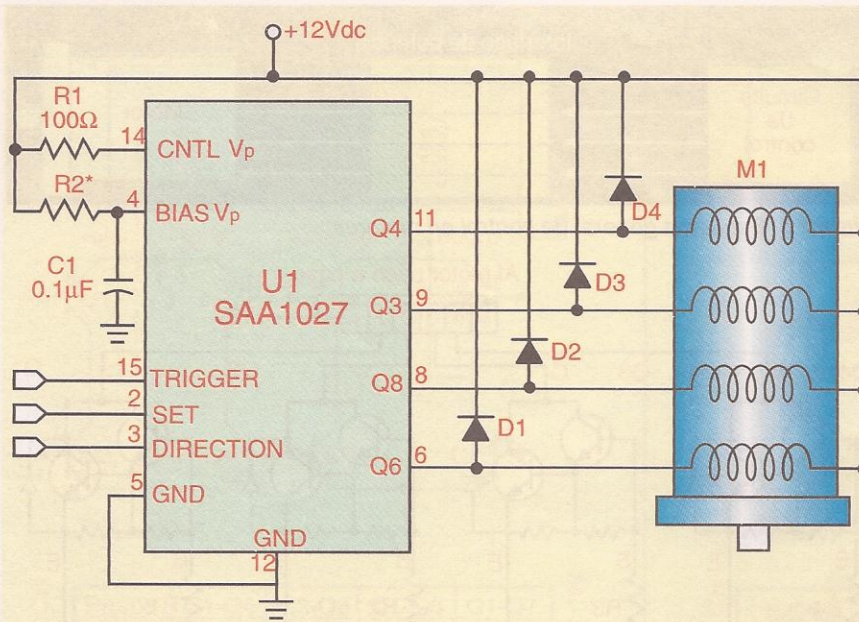 +12Vdc
R1
100Ω
14
CNTL Vp
R2*
4
BIAS Vp
C1
0.1µF
U1
SAA1027
Q4
11
Q3
9
Q8
8
Q6
6
D4
D3
D2
D1
M1
15
TRIGGER
2
SET
3
DIRECTION
5
GND
GND
12
control